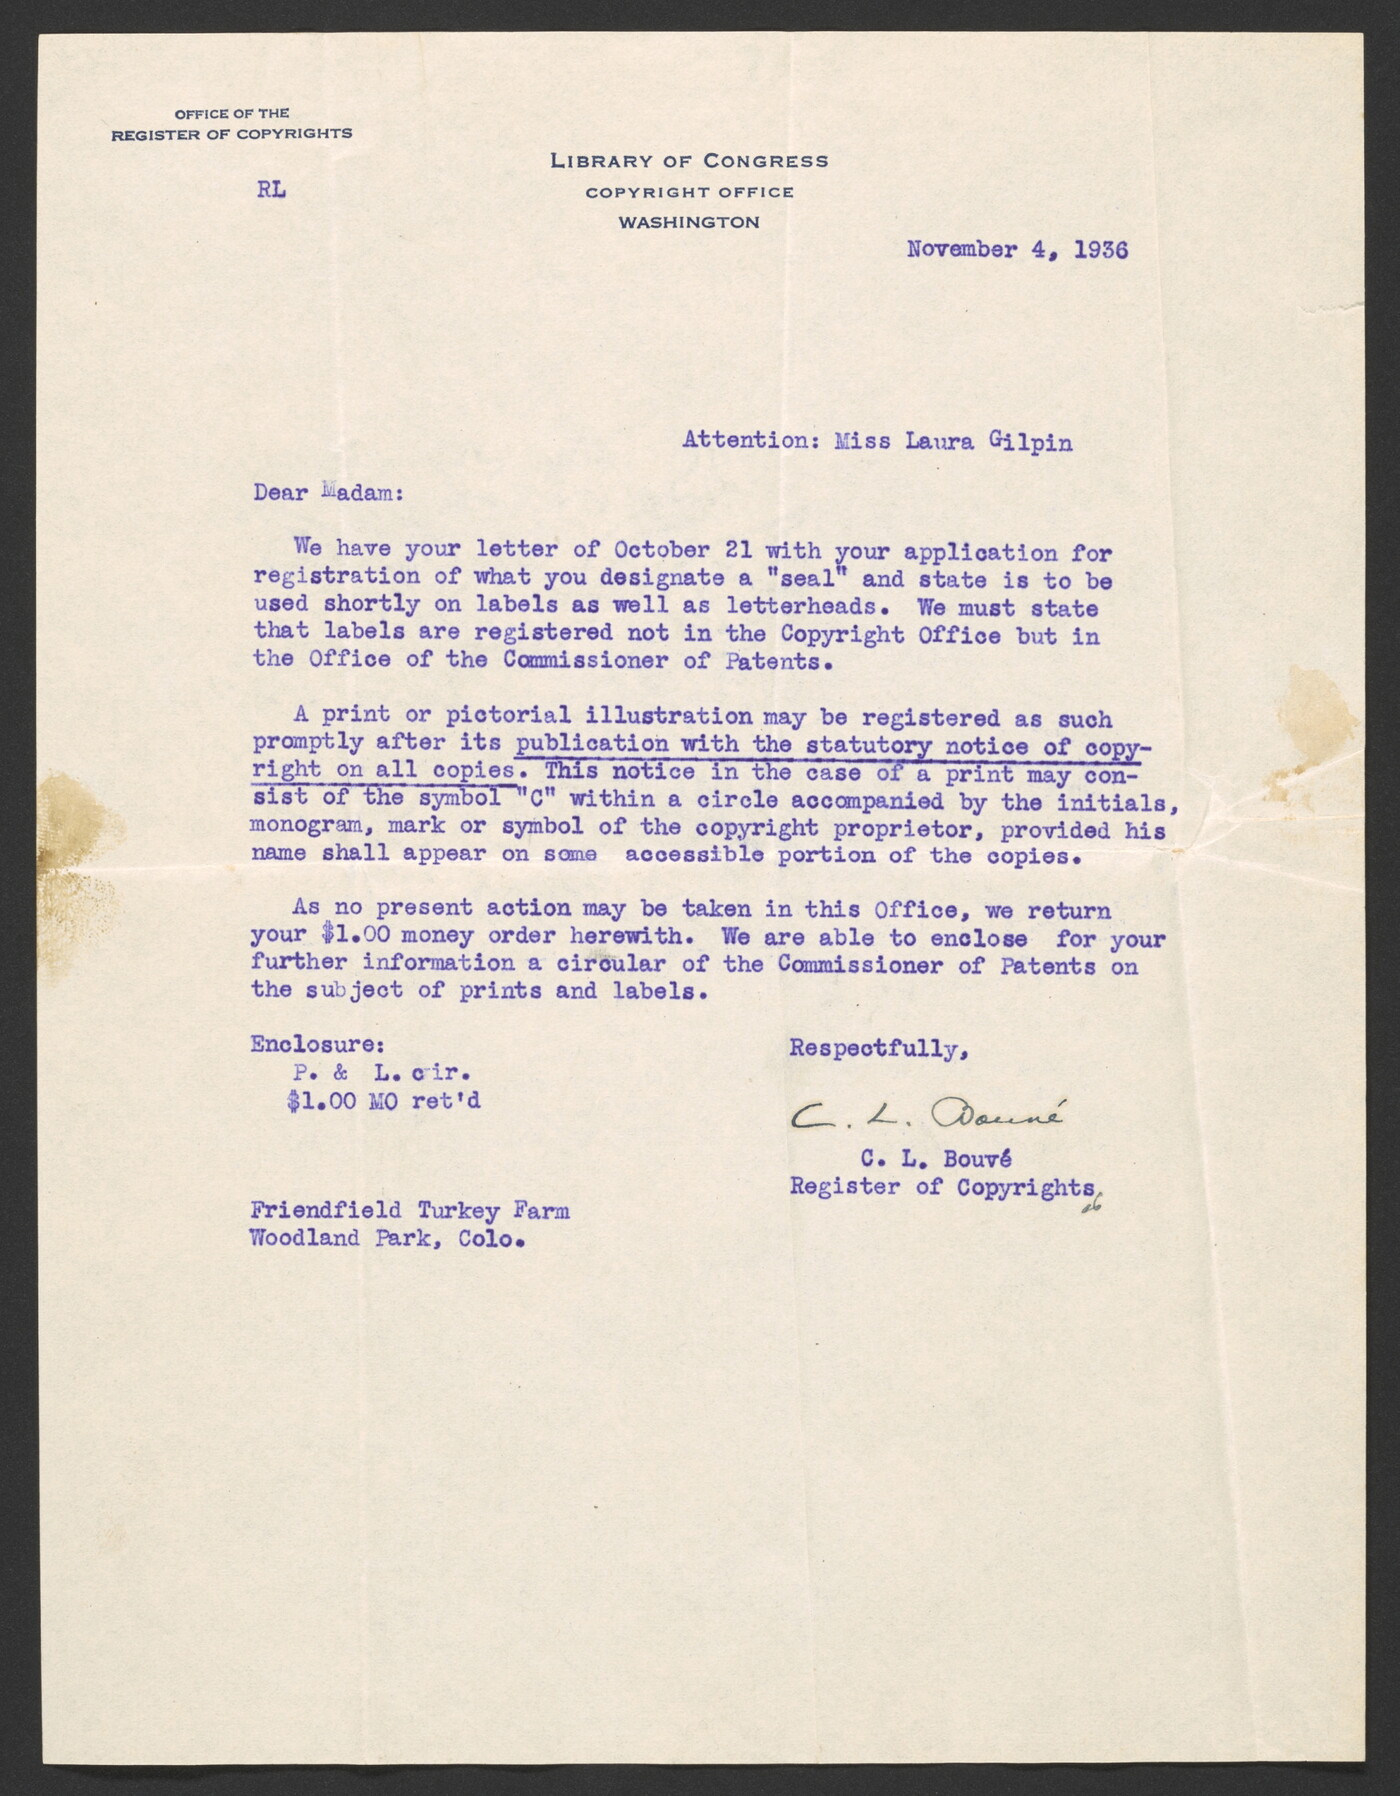 OFFICE OF THE
REGISTER OF COPYRIGHTS
RL
LIBRARY OF CONGRESS
COPYRIGHT OFFICE
WASHINGTON
November 4, 1936
Attention: Miss Laura Gilpin
Dear Madam:
We have your letter of October 21 with your application for
registration of what you designate a "seal" and state is to be
used shortly on labels as well as letterheads. We must state
that labels are registered not in the Copyright Office but in
the Office of the Commissioner of Patents.
A print or pictorial illustration may be registered as such
promptly after its publication with the statutory notice of copy-
right on all copies. This notice in the case of a print may con-
sist of the symbol "C" within a circle accompanied by the initials,
monogram, mark or symbol of the copyright proprietor, provided his
name shall appear on some accessible portion of the copies.
As no present action may be taken in this Office, we return
your $1.00 money order herewith. We are able to enclose for your
further information a circular of the Commissioner of Patents on
the subject of prints and labels.
Enclosure:
P. & L. cir.
$1.00 MO ret'd
Respectfully,
C. L. Bouvé
C. L. Bouvé
Register of Copyrights
Friendfield Turkey Farm
Woodland Park, Colo.